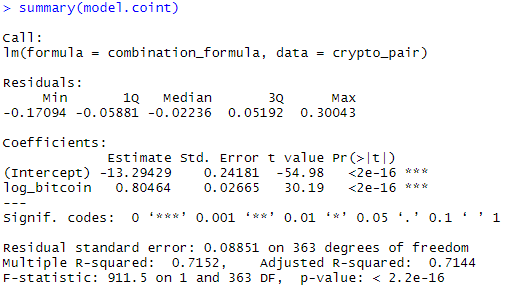 > summary(model.coint)
Call:
lm(formula = combination_formula, data = crypto_pair)
Residuals:
     Min       1Q   Median       3Q      Max
-0.17094 -0.05881 -0.02236  0.05192  0.30043
Coefficients:
             Estimate Std. Error t value Pr(>|t|)
(Intercept) -13.29429    0.24181  -54.98   <2e-16 ***
log_bitcoin   0.80464    0.02665   30.19   <2e-16 ***
---
Signif. codes:  0 ‘***’ 0.001 ‘**’ 0.01 ‘*’ 0.05 ‘.’ 0.1 ‘ ’ 1
Residual standard error: 0.08851 on 363 degrees of freedom
Multiple R-squared:  0.7152,    Adjusted R-squared:  0.7144
F-statistic: 911.5 on 1 and 363 DF,  p-value: < 2.2e-16